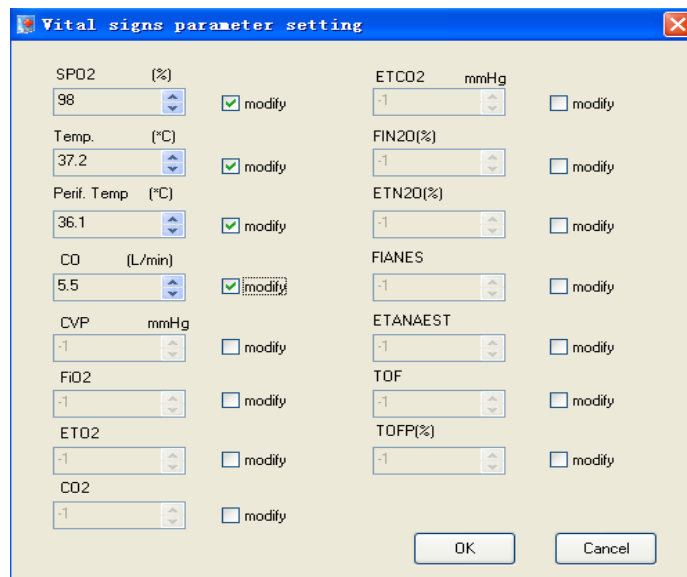 Vital signs parameter setting
SPO2 (%)
98 modify
Temp. (°C)
37.2 modify
Perif. Temp (°C)
36.1 modify
CO (L/min)
5.5 modify
CVP mmHg
-1 modify
FiO2
-1 modify
ETO2
-1 modify
CO2
-1 modify
ETCO2 mmHg
-1 modify
FIN2O(%)
-1 modify
ETN2O(%)
-1 modify
FIANES
-1 modify
ETANAEST
-1 modify
TOF
-1 modify
TOFP(%)
-1 modify
OK Cancel